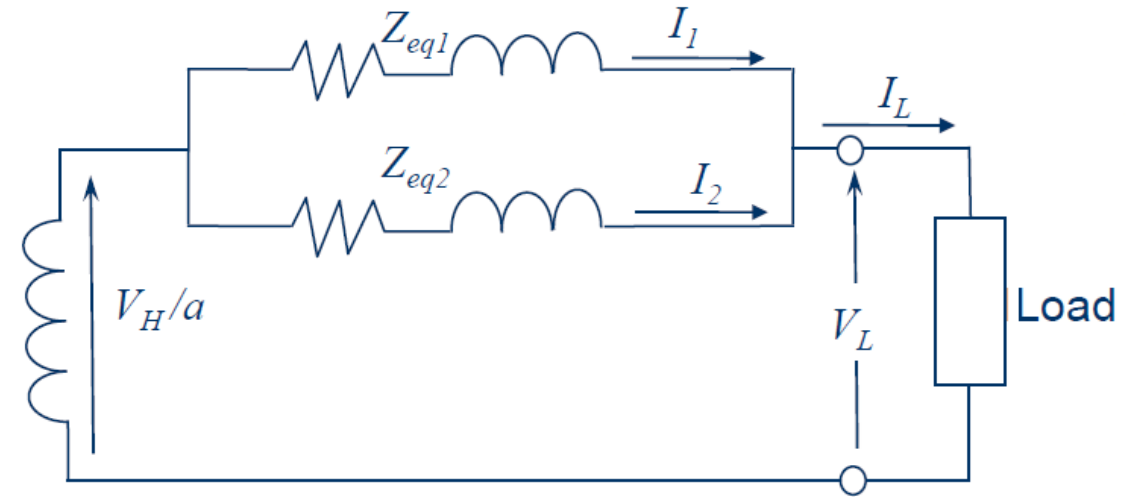 Z_eq1
I_1
I_L
Z_eq2
I_2
V_H/a
V_L
Load